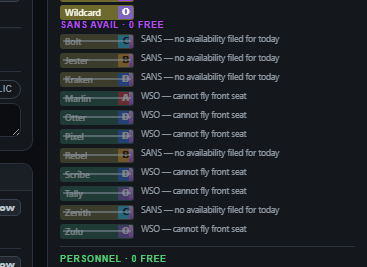 Wildcard O
SANS AVAIL · 0 FREE
Bolt C SANS — no availability filed for today
Jester B SANS — no availability filed for today
Kraken D SANS — no availability filed for today
Marlin A WSO — cannot fly front seat
Otter D WSO — cannot fly front seat
Pixel D WSO — cannot fly front seat
Rebel B SANS — no availability filed for today
Scribe D WSO — cannot fly front seat
Tally O WSO — cannot fly front seat
Zenith C SANS — no availability filed for today
Zulu O WSO — cannot fly front seat
PERSONNEL · 0 FREE
LIC
ow
ow